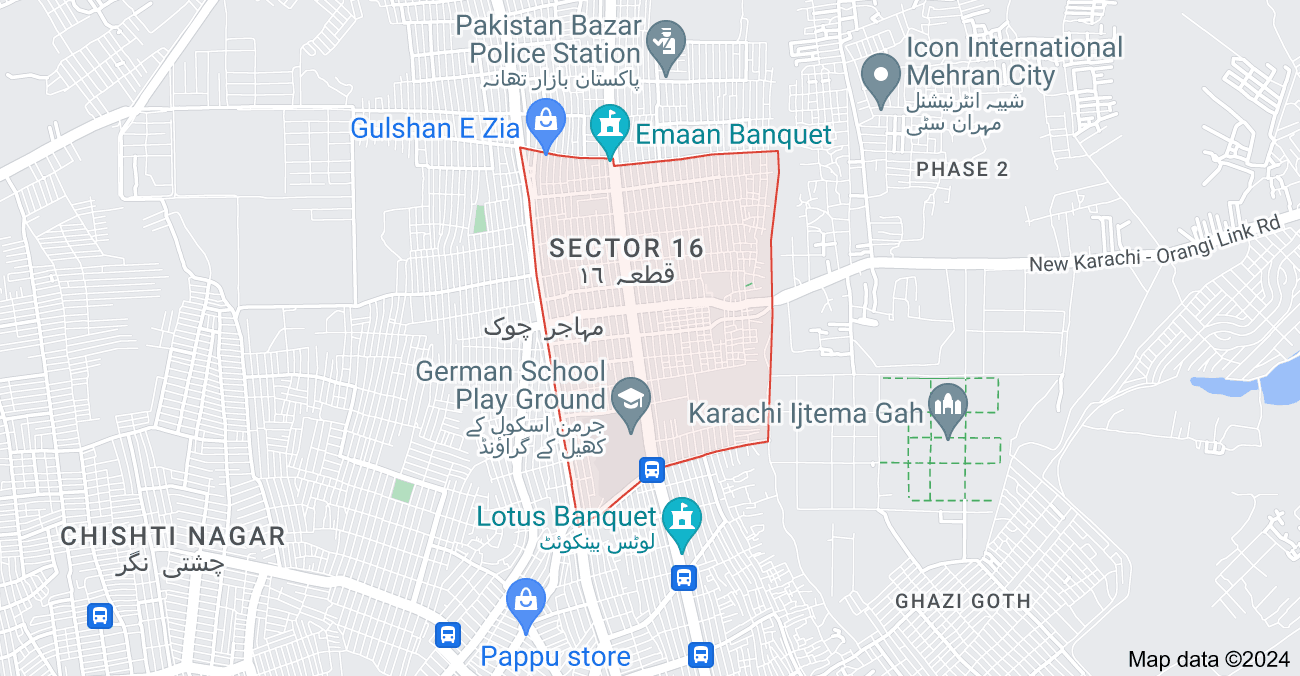 Pakistan Bazar
Police Station
پاکستان بازار تھانہ
Icon International
Mehran City
شبیہ انٹرنیشنل
مہران سٹی
Gulshan E Zia
Emaan Banquet
PHASE 2
SECTOR 16
قطعہ ١٦
New Karachi - Orangi Link Rd
مہاجر چوک
German School
Play Ground
جرمن اسکول کے
کھیل کے گراؤنڈ
Karachi Ijtema Gah
Lotus Banquet
لوٹس بینکوئٹ
CHISHTI NAGAR
چشتی نگر
GHAZI GOTH
Pappu store
Map data ©2024